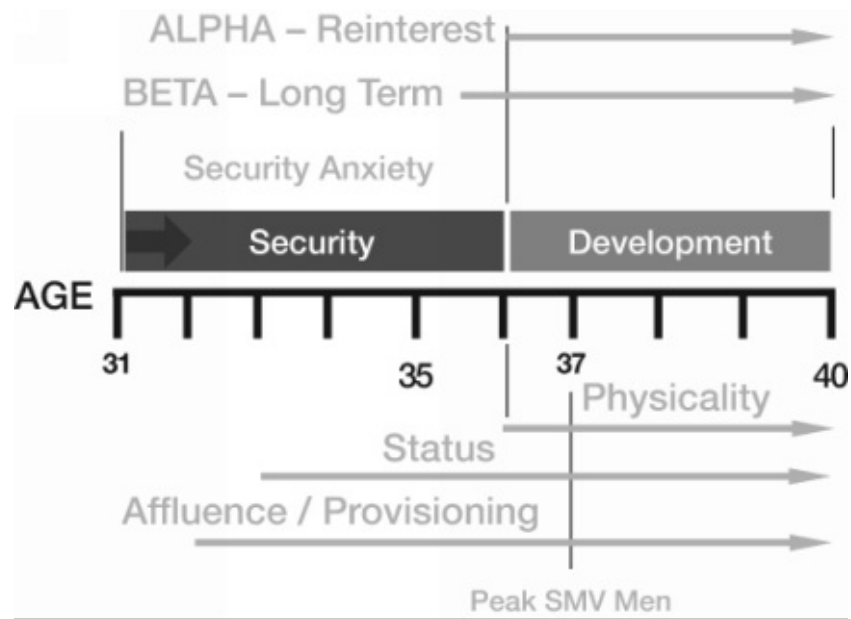 ALPHA – Reinterest
BETA – Long Term
Security Anxiety
Security
Development
AGE
31
35
37
40
Physicality
Status
Affluence / Provisioning
Peak SMV Men